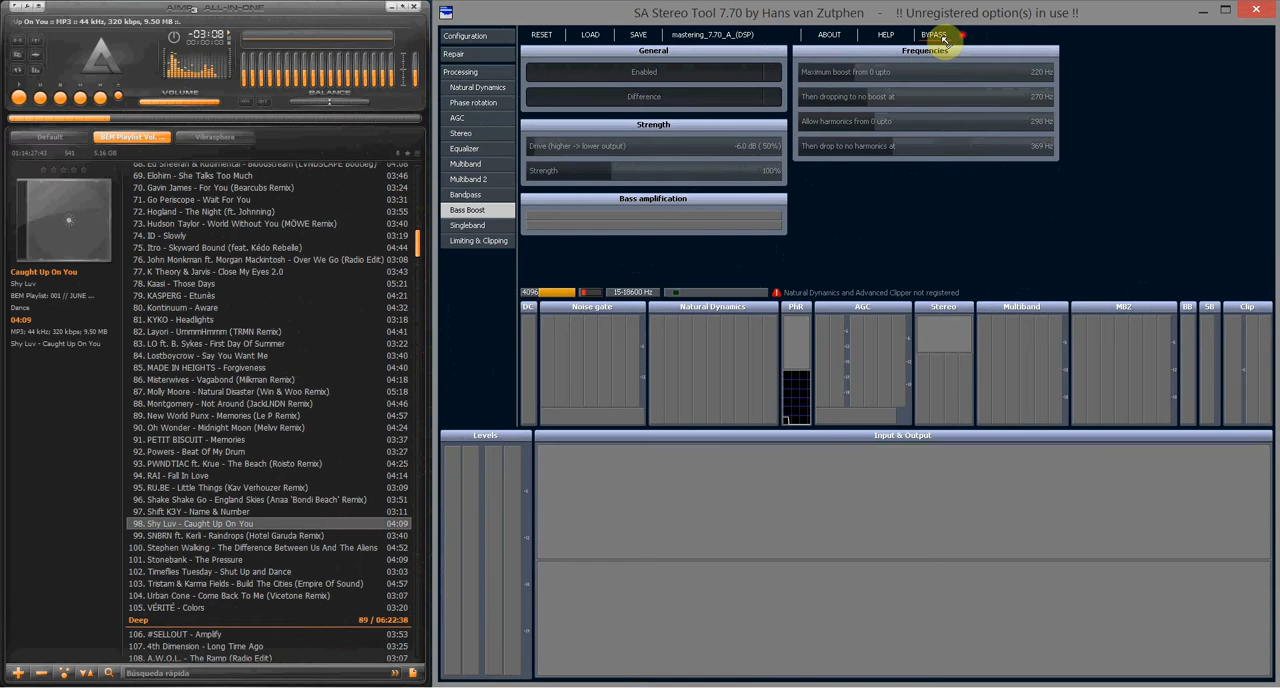 AIMP ALL-IN-ONE
Up On You :: MP3 :: 44 kHz, 320 kbps, 9.50 MB ::.
-03:08
VOLUME
BALANCE
Default
BEM Playlist Vol. ...
Vibrasphere
01:14:27:43
541
5.16 GB
Caught Up On You
Shy Luv
BEM Playlist: 001 // JUNE ...
Dance
04:09
MP3: 44 kHz, 320 kbps, 9.50 MB
Shy Luv - Caught Up On You
68. Ed Sheeran & Rudimental - Bloodstream (LVNDSCAPE Bootleg) 04:08
69. Elohim - She Talks Too Much 03:46
70. Gavin James - For You (Bearcubs Remix) 03:24
71. Go Periscope - Wait For You 03:31
72. Hogland - The Night (ft. Johnning) 03:55
73. Hudson Taylor - World Without You (MÖWE Remix) 03:40
74. ID - Slowly 03:19
75. Itro - Skyward Bound (feat. Kédo Rebelle) 04:44
76. John Monkman ft. Morgan Mackintosh - Over We Go (Radio Edit) 03:08
77. K Theory & Jarvis - Close My Eyes 2.0 03:43
78. Kaasi - Those Days 03:21
79. KASPERG - Etunès 04:21
80. Kontinuum - Aware 04:32
81. KYKO - Headlights 03:18
82. Layori - UmmmHmmm (TRMN Remix) 04:41
83. LO ft. B. Sykes - First Day Of Summer 03:22
84. Lostboycrow - Say You Want Me 03:40
85. MADE IN HEIGHTS - Forgiveness 04:40
86. Misterwives - Vagabond (Milkman Remix) 04:18
87. Molly Moore - Natural Disaster (Win & Woo Remix) 05:18
88. Montgomery - Not Around (JackLNDN Remix) 04:46
89. New World Punx - Memories (Le P Remix) 04:57
90. Oh Wonder - Midnight Moon (Melvv Remix) 04:17
91. PETIT BISCUIT - Memories 03:37
92. Powers - Beat Of My Drum 03:27
93. PWNDTIAC ft. Krue - The Beach (Roisto Remix) 04:25
94. RAI - Fall In Love 04:14
95. RU.BE - Little Things (Kav Verhouzer Remix) 03:09
96. Shake Shake Go - England Skies (Anaa 'Bondi Beach' Remix) 03:51
97. Shift K3Y - Name & Number 03:11
98. Shy Luv - Caught Up On You 04:09
99. SNBRN ft. Kerli - Raindrops (Hotel Garuda Remix) 03:40
100. Stephen Walking - The Difference Between Us And The Aliens 04:52
101. Stonebank - The Pressure 04:09
102. Timeflies Tuesday - Shut Up and Dance 03:03
103. Tristam & Karma Fields - Build The Cities (Empire Of Sound) 04:57
104. Urban Cone - Come Back To Me (Vicetone Remix) 03:07
105. VÉRITÉ - Colors 03:20
Deep 89 / 06:22:38
106. #SELLOUT - Amplify 03:53
107. 4th Dimension - Long Time Ago 03:25
108. A.W.O.L. - The Ramp (Radio Edit) 03:07
Búsqueda rápida
SA Stereo Tool 7.70 by Hans van Zutphen - !! Unregistered option(s) in use !!
Configuration
Repair
Processing
Natural Dynamics
Phase rotation
AGC
Stereo
Equalizer
Multiband
Multiband 2
Bandpass
Bass Boost
Singleband
Limiting & Clipping
RESET
LOAD
SAVE
mastering_7.70_A_(DSP)
ABOUT
HELP
BYPASS
General
Enabled
Difference
Strength
Drive (higher -> lower output) -6.0 dB ( 50%)
Strength 100%
Bass amplification
Frequencies
Maximum boost from 0 upto 220 Hz
Then dropping to no boost at 270 Hz
Allow harmonics from 0 upto 298 Hz
Then drop to no harmonics at 369 Hz
4096
15-18600 Hz
Natural Dynamics and Advanced Clipper not registered
DC
Noise gate
Natural Dynamics
PhR
AGC
Stereo
Multiband
MB2
BB
SB
Clip
Levels
Input & Output